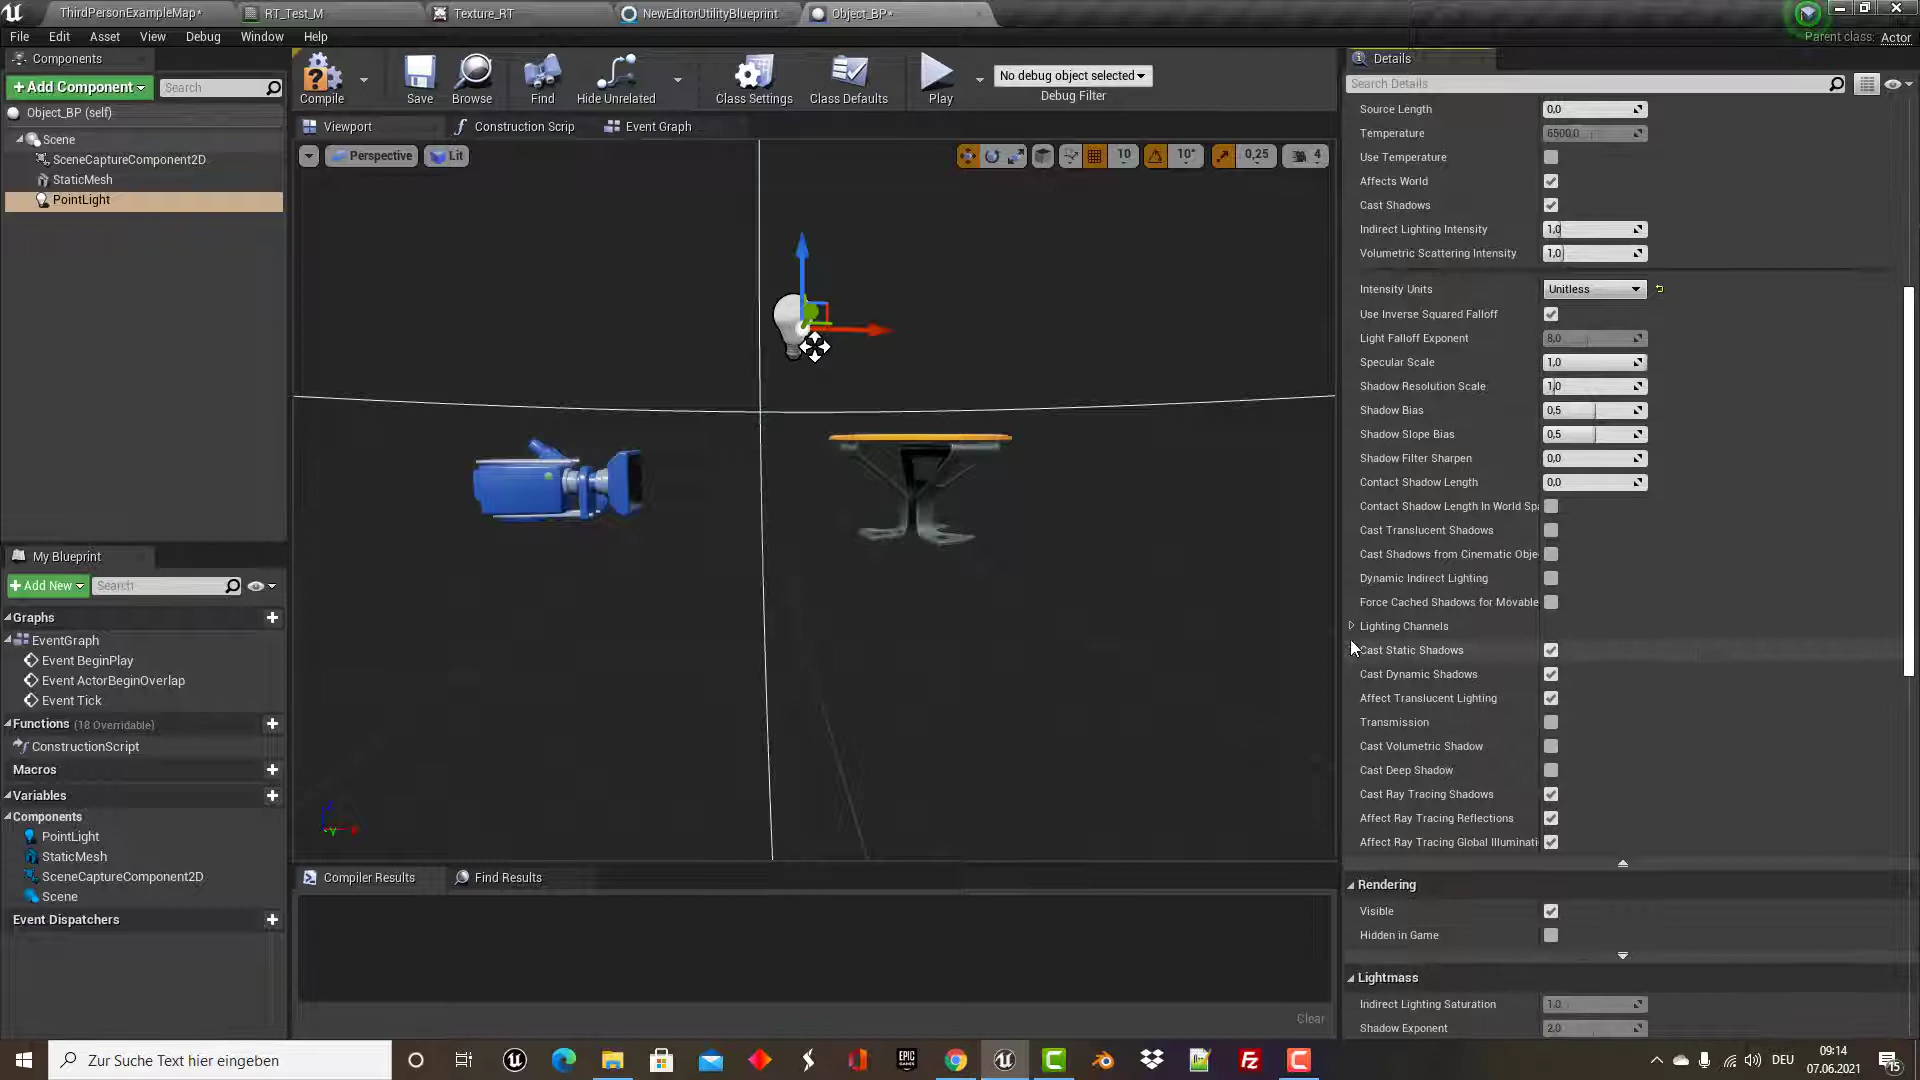 ThirdPersonExampleMap*
RT_Test_M
Texture_RT
NewEditorUtilityBlueprint
Object_BP*
File Edit Asset View Debug Window Help
Parent class: Actor
Components
+ Add Component
Search
Object_BP (self)
Scene
SceneCaptureComponent2D
StaticMesh
PointLight
Compile
Save
Browse
Find
Hide Unrelated
Class Settings
Class Defaults
Play
No debug object selected
Debug Filter
Viewport
Construction Scrip
Event Graph
Perspective
Lit
10
10°
0,25
4
My Blueprint
+ Add New
Search
Graphs
EventGraph
Event BeginPlay
Event ActorBeginOverlap
Event Tick
Functions (18 Overridable)
ConstructionScript
Macros
Variables
Components
PointLight
StaticMesh
SceneCaptureComponent2D
Scene
Event Dispatchers
Compiler Results
Find Results
Clear
Details
Search Details
Source Length 0,0
Temperature 6500,0
Use Temperature
Affects World
Cast Shadows
Indirect Lighting Intensity 1,0
Volumetric Scattering Intensity 1,0
Intensity Units Unitless
Use Inverse Squared Falloff
Light Falloff Exponent 8,0
Specular Scale 1,0
Shadow Resolution Scale 1,0
Shadow Bias 0,5
Shadow Slope Bias 0,5
Shadow Filter Sharpen 0,0
Contact Shadow Length 0,0
Contact Shadow Length In World Spa
Cast Translucent Shadows
Cast Shadows from Cinematic Obje
Dynamic Indirect Lighting
Force Cached Shadows for Movable
Lighting Channels
Cast Static Shadows
Cast Dynamic Shadows
Affect Translucent Lighting
Transmission
Cast Volumetric Shadow
Cast Deep Shadow
Cast Ray Tracing Shadows
Affect Ray Tracing Reflections
Affect Ray Tracing Global Illuminati
Rendering
Visible
Hidden in Game
Lightmass
Indirect Lighting Saturation 1,0
Shadow Exponent 2,0
Zur Suche Text hier eingeben
EPIC
DEU
09:14
07.06.2021
15